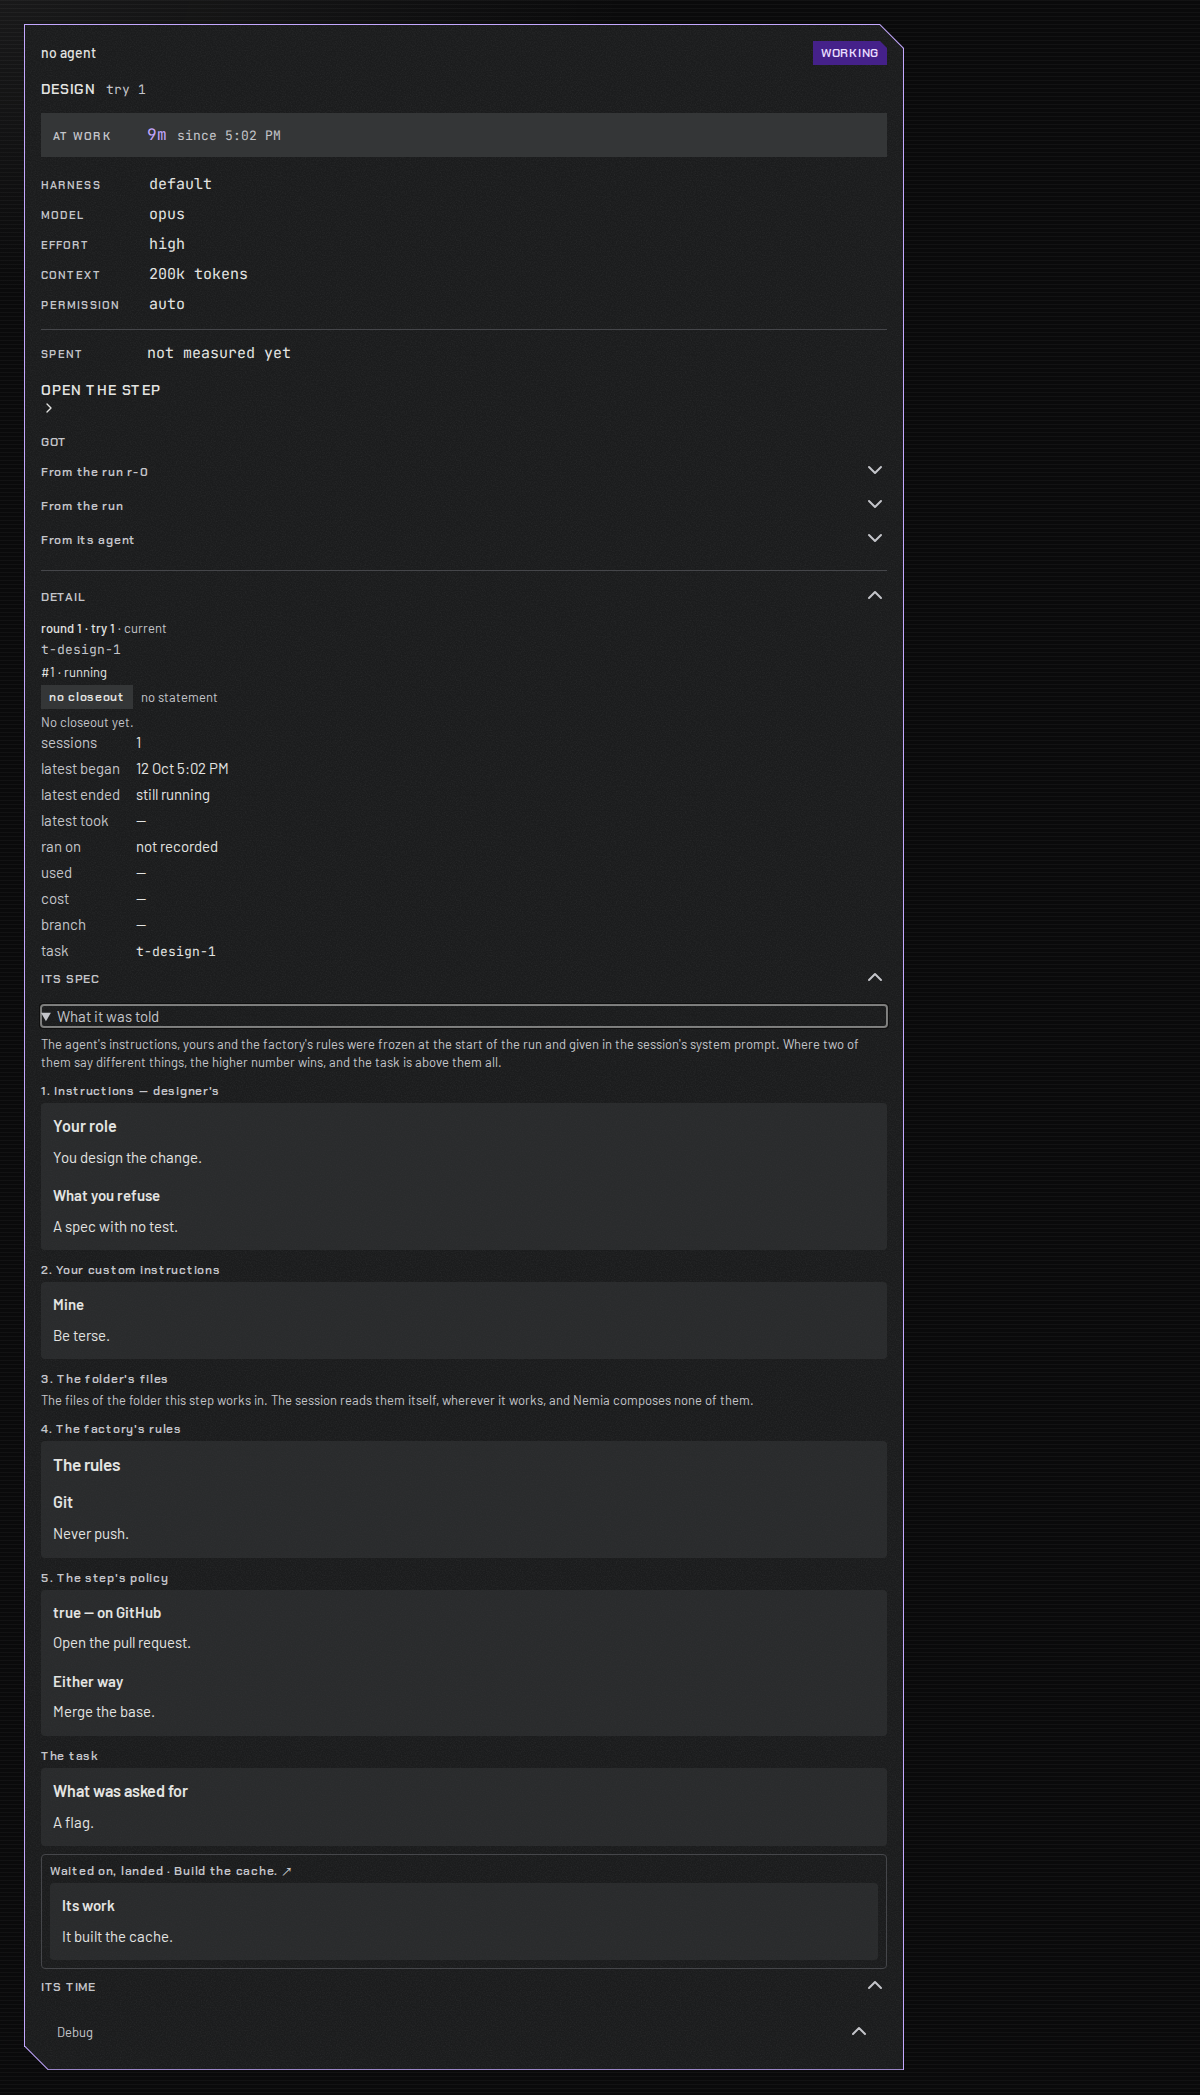 no agent
WORKING
DESIGN try 1
AT WORK 9m since 5:02 PM
HARNESS default
MODEL opus
EFFORT high
CONTEXT 200k tokens
PERMISSION auto
SPENT not measured yet
OPEN THE STEP
GOT
From the run r-0
From the run
From its agent
DETAIL
round 1 · try 1 · current
t-design-1
#1 · running
no closeout no statement
No closeout yet.
sessions 1
latest began 12 Oct 5:02 PM
latest ended still running
latest took —
ran on not recorded
used —
cost —
branch —
task t-design-1
ITS SPEC
▼ What it was told
The agent's instructions, yours and the factory's rules were frozen at the start of the run and given in the session's system prompt. Where two of
them say different things, the higher number wins, and the task is above them all.
1. Instructions — designer's
Your role
You design the change.
What you refuse
A spec with no test.
2. Your custom instructions
Mine
Be terse.
3. The folder's files
The files of the folder this step works in. The session reads them itself, wherever it works, and Nemia composes none of them.
4. The factory's rules
The rules
Git
Never push.
5. The step's policy
true — on GitHub
Open the pull request.
Either way
Merge the base.
The task
What was asked for
A flag.
Waited on, landed · Build the cache. ↗
Its work
It built the cache.
ITS TIME
Debug